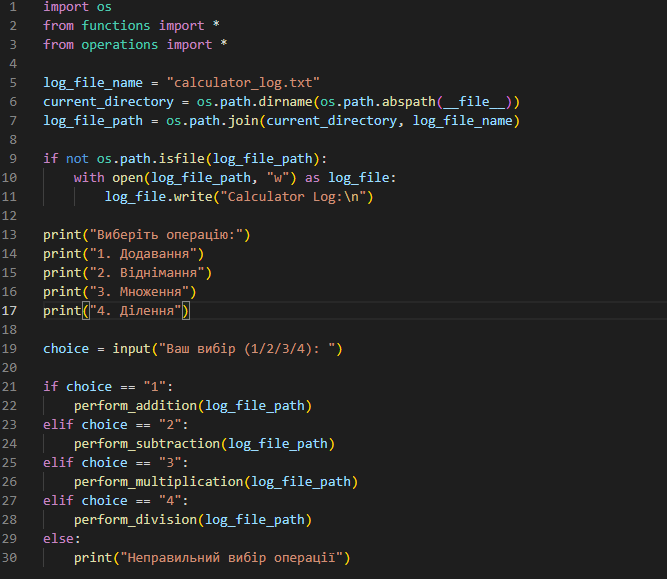 1 import os
2 from functions import *
3 from operations import *
4
5 log_file_name = "calculator_log.txt"
6 current_directory = os.path.dirname(os.path.abspath(__file__))
7 log_file_path = os.path.join(current_directory, log_file_name)
8
9 if not os.path.isfile(log_file_path):
10     with open(log_file_path, "w") as log_file:
11         log_file.write("Calculator Log:\n")
12
13 print("Виберіть операцію:")
14 print("1. Додавання")
15 print("2. Віднімання")
16 print("3. Множення")
17 print("4. Ділення")
18
19 choice = input("Ваш вибір (1/2/3/4): ")
20
21 if choice == "1":
22     perform_addition(log_file_path)
23 elif choice == "2":
24     perform_subtraction(log_file_path)
25 elif choice == "3":
26     perform_multiplication(log_file_path)
27 elif choice == "4":
28     perform_division(log_file_path)
29 else:
30     print("Неправильний вибір операції")